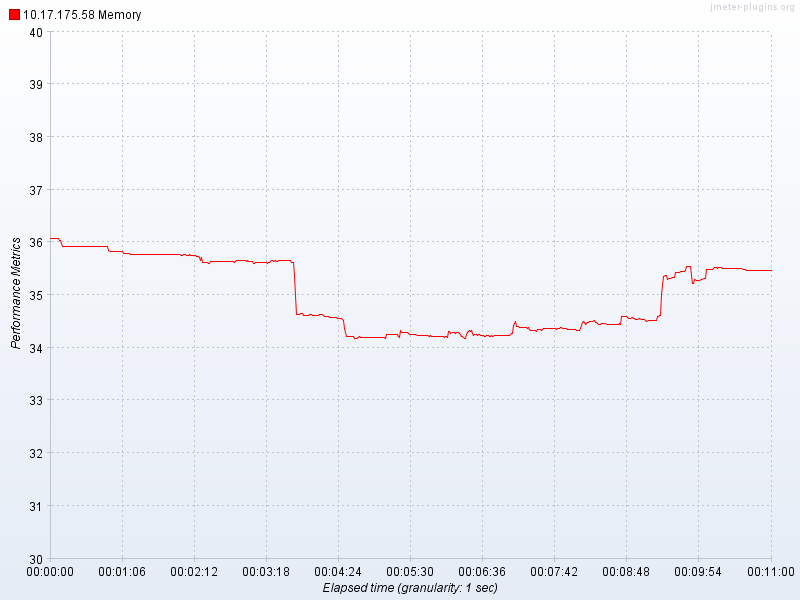 10.17.175.58 Memory
jmeter-plugins.org
40
39
38
37
36
35
34
33
32
31
30
Performance Metrics
00:00:00 00:01:06 00:02:12 00:03:18 00:04:24 00:05:30 00:06:36 00:07:42 00:08:48 00:09:54 00:11:00
Elapsed time (granularity: 1 sec)